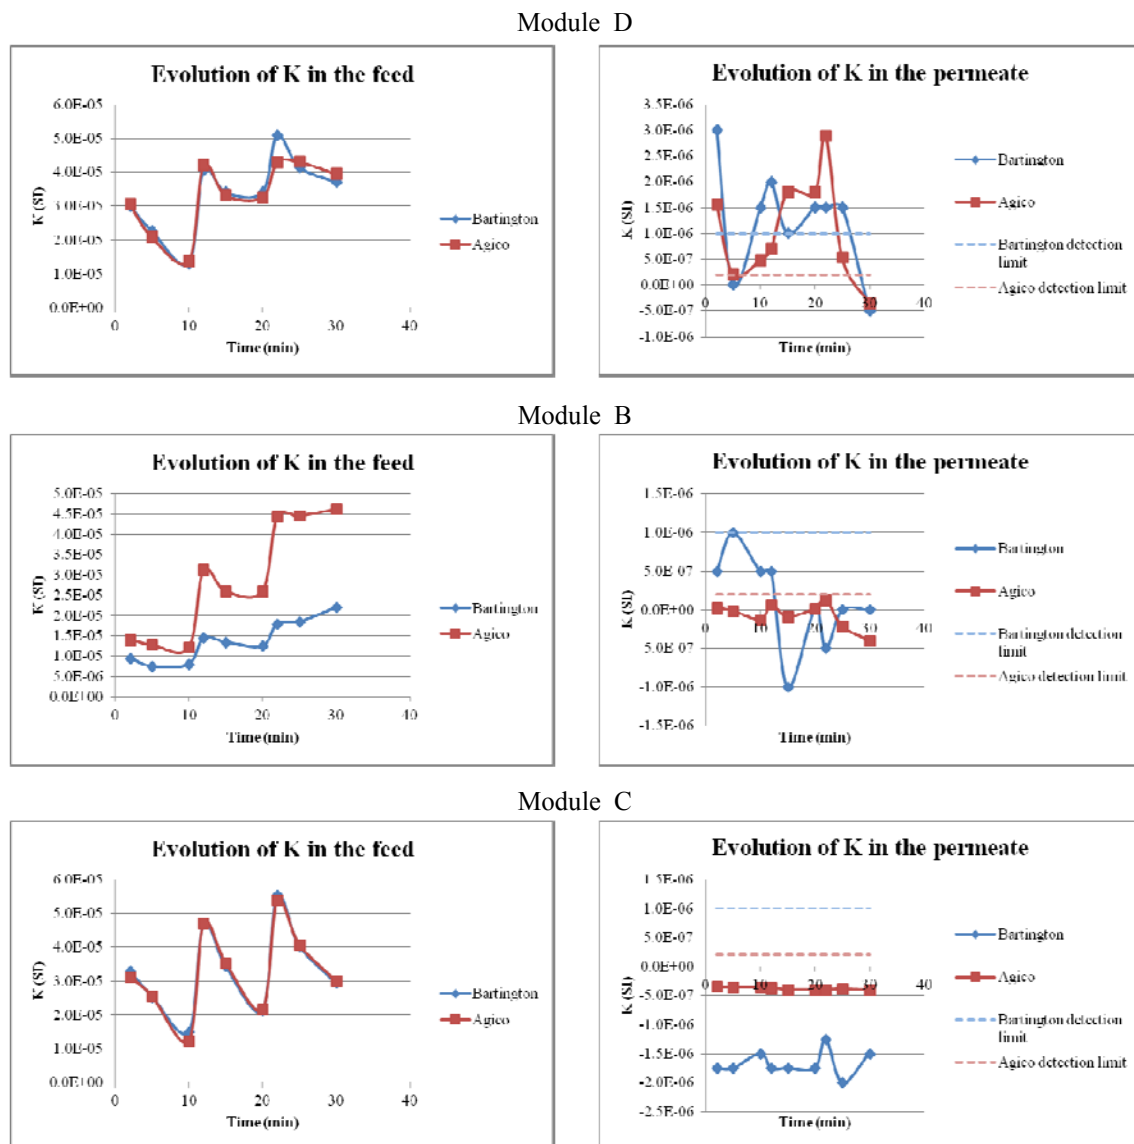 Module D
Evolution of K in the feed
6.0E-05
5.0E-05
4.0E-05
3.0E-05
2.0E-05
1.0E-05
0.0E+00
K (SI)
0 10 20 30 40
Time (min)
Bartington
Agico
Evolution of K in the permeate
3.5E-06
3.0E-06
2.5E-06
2.0E-06
1.5E-06
1.0E-06
5.0E-07
0.0E+00
-5.0E-07
-1.0E-06
K (SI)
0 10 20 30 40
Time (min)
Bartington
Agico
Bartington detection
limit
Agico detection limit
Module B
Evolution of K in the feed
5.0E-05
4.5E-05
4.0E-05
3.5E-05
3.0E-05
2.5E-05
2.0E-05
1.5E-05
1.0E-05
5.0E-06
0.0E+00
K (SI)
0 10 20 30 40
Time (min)
Bartington
Agico
Evolution of K in the permeate
1.5E-06
1.0E-06
5.0E-07
0.0E+00
-5.0E-07
-1.0E-06
-1.5E-06
K (SI)
0 10 20 30 40
Time (min)
Bartington
Agico
Bartington detection
limit
Agico detection limit
Module C
Evolution of K in the feed
6.0E-05
5.0E-05
4.0E-05
3.0E-05
2.0E-05
1.0E-05
0.0E+00
K (SI)
0 10 20 30 40
Time (min)
Bartington
Agico
Evolution of K in the permeate
1.5E-06
1.0E-06
5.0E-07
0.0E+00
-5.0E-07
-1.0E-06
-1.5E-06
-2.0E-06
-2.5E-06
K (SI)
0 10 20 30 40
Time (min)
Bartington
Agico
Bartington detection
limit
Agico detection limit